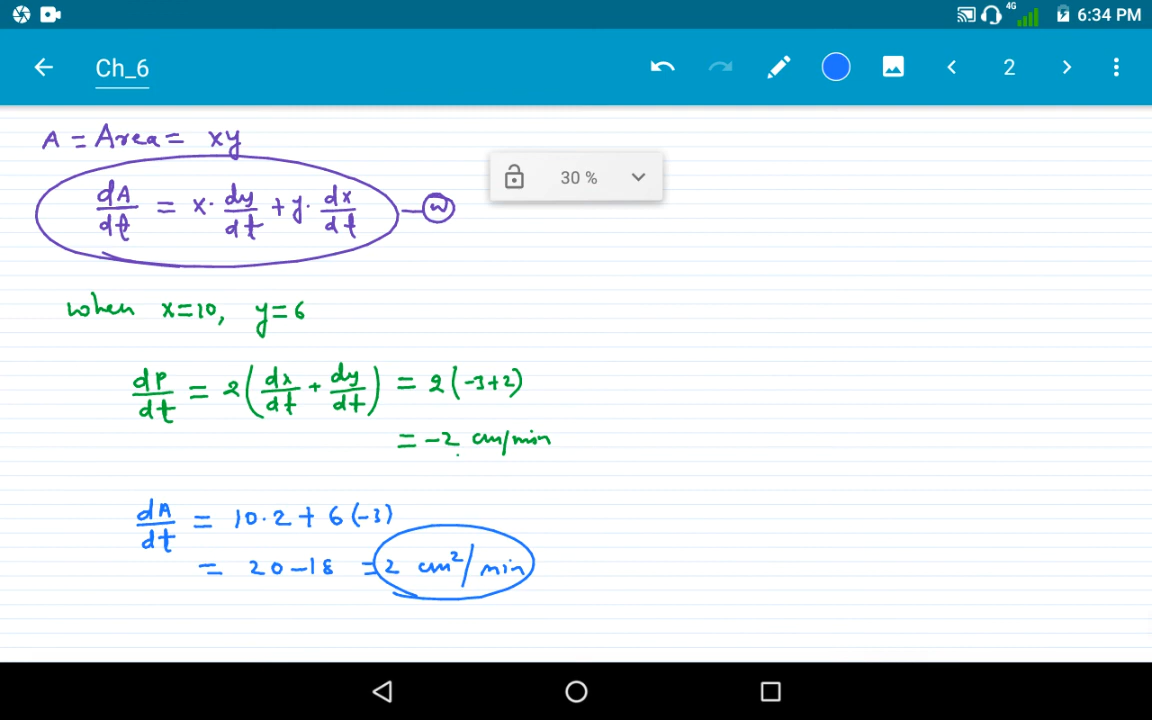 4G 6:34 PM
Ch_6 2
A = Area = xy
30 %
dA/dt = x. dy/dt + y. dx/dt
when x=10, y=6
dP/dt = 2(dx/dt + dy/dt) = 2(-3+2)
= -2 cm/min
dA/dt = 10.2 + 6(-3)
= 20-18 = 2 cm²/min